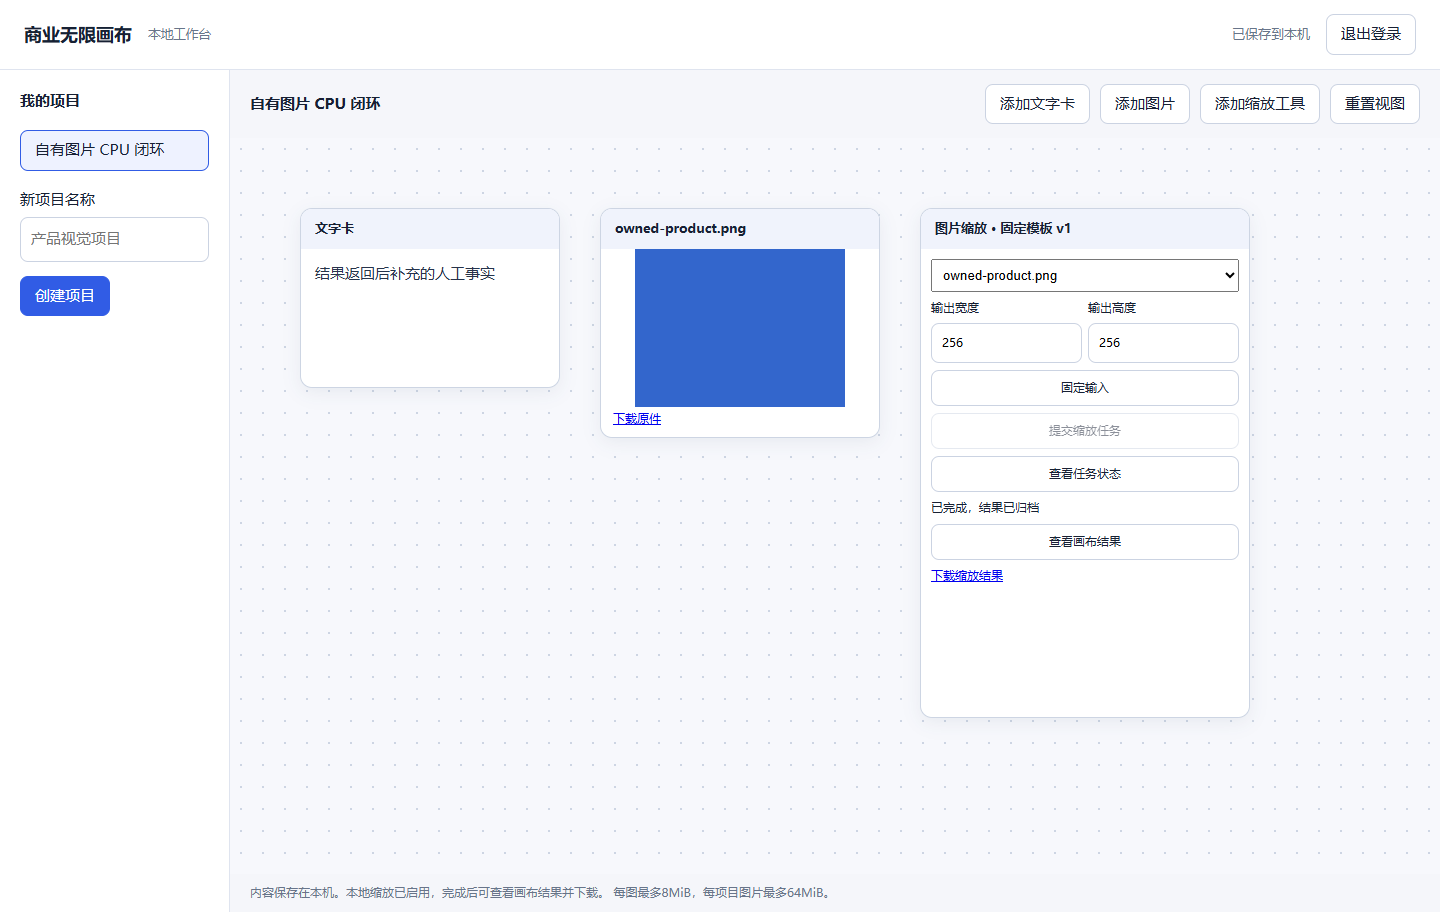 商业无限画布
本地工作台
已保存到本机
退出登录
我的项目
自有图片 CPU 闭环
新项目名称
产品视觉项目
创建项目
自有图片 CPU 闭环
添加文字卡
添加图片
添加缩放工具
重置视图
文字卡
结果返回后补充的人工事实
owned-product.png
下载原件
图片缩放 • 固定模板 v1
owned-product.png
输出宽度
输出高度
256
256
固定输入
提交缩放任务
查看任务状态
已完成，结果已归档
查看画布结果
下载缩放结果
内容保存在本机。本地缩放已启用，完成后可查看画布结果并下载。 每图最多8MiB，每项目图片最多64MiB。